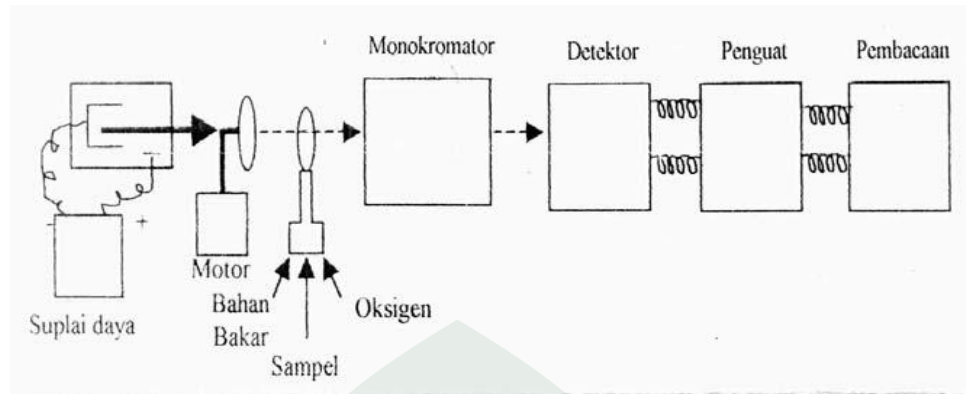 Monokromator
Detektor
Penguat
Pembacaan
-
-
+
Motor
Suplai daya
Bahan
Bakar
Oksigen
Sampel